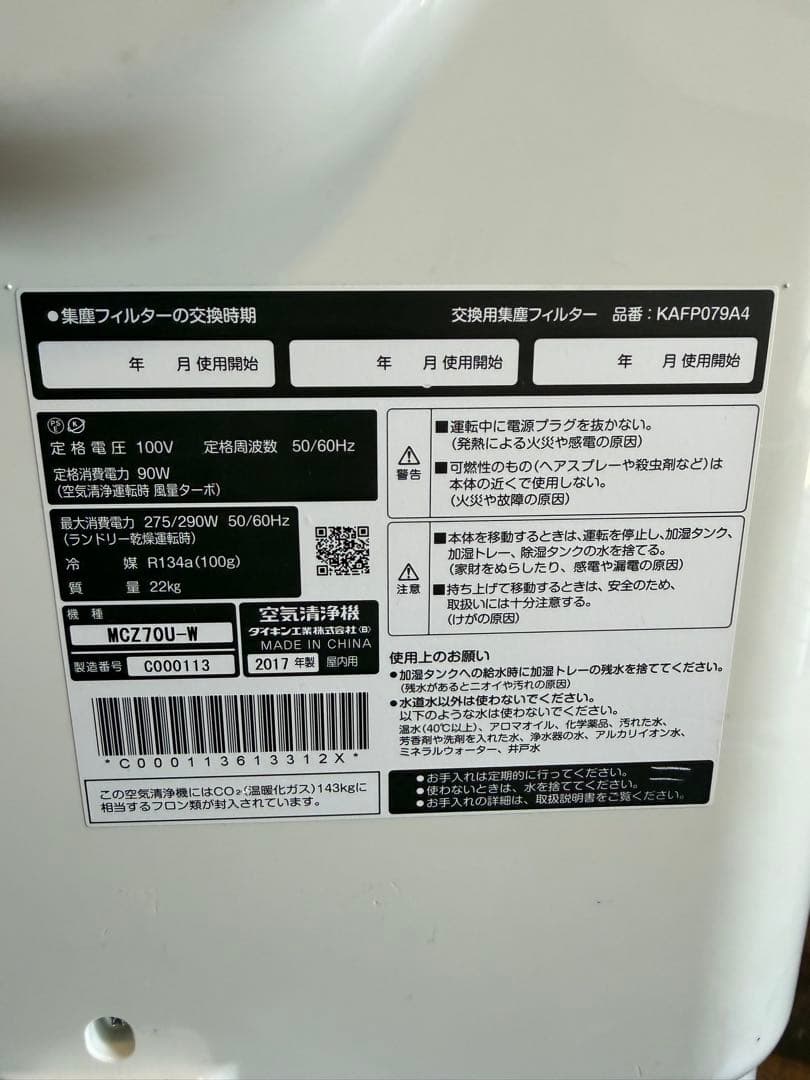 ●集塵フィルターの交換時期 交換用集塵フィルター 品番：KAFP079A4
年 月 使用開始 年 月 使用開始 年 月 使用開始
PS E
定格電圧 100V 定格周波数 50/60Hz
定格消費電力 90W
(空気清浄運転時 風量ターボ)
最大消費電力 275/290W 50/60Hz
(ランドリー乾燥運転時)
冷 媒 R134a(100g)
質 量 22kg
機 種
MCZ70U-W
製造番号 C000113
空気清浄機
ダイキン工業株式会社(B)
MADE IN CHINA
2017 年製 屋内用
*C000113613312X*
この空気清浄機にはCO₂(温暖化ガス)143kgに
相当するフロン類が封入されています。
警告
■運転中に電源プラグを抜かない。
(発熱による火災や感電の原因)
■可燃性のもの(ヘアスプレーや殺虫剤など)は
本体の近くで使用しない。
(火災や故障の原因)
注意
■本体を移動するときは、運転を停止し、加湿タンク、
加湿トレー、除湿タンクの水を捨てる。
(家財をぬらしたり、感電や漏電の原因)
■持ち上げて移動するときは、安全のため、
取扱いには十分注意する。
(けがの原因)
使用上のお願い
●加湿タンクへの給水時に加湿トレーの残水を捨ててください。
(残水があるとニオイや汚れの原因)
●水道水以外は使わないでください。
以下のような水は使わないでください。
温水(40℃以上)、アロマオイル、化学薬品、汚れた水、
芳香剤や洗剤を入れた水、浄水器の水、アルカリイオン水、
ミネラルウォーター、井戸水
●お手入れは定期的に行ってください。
●使わないときは、水を捨ててください。
●お手入れの詳細は、取扱説明書をご覧ください。